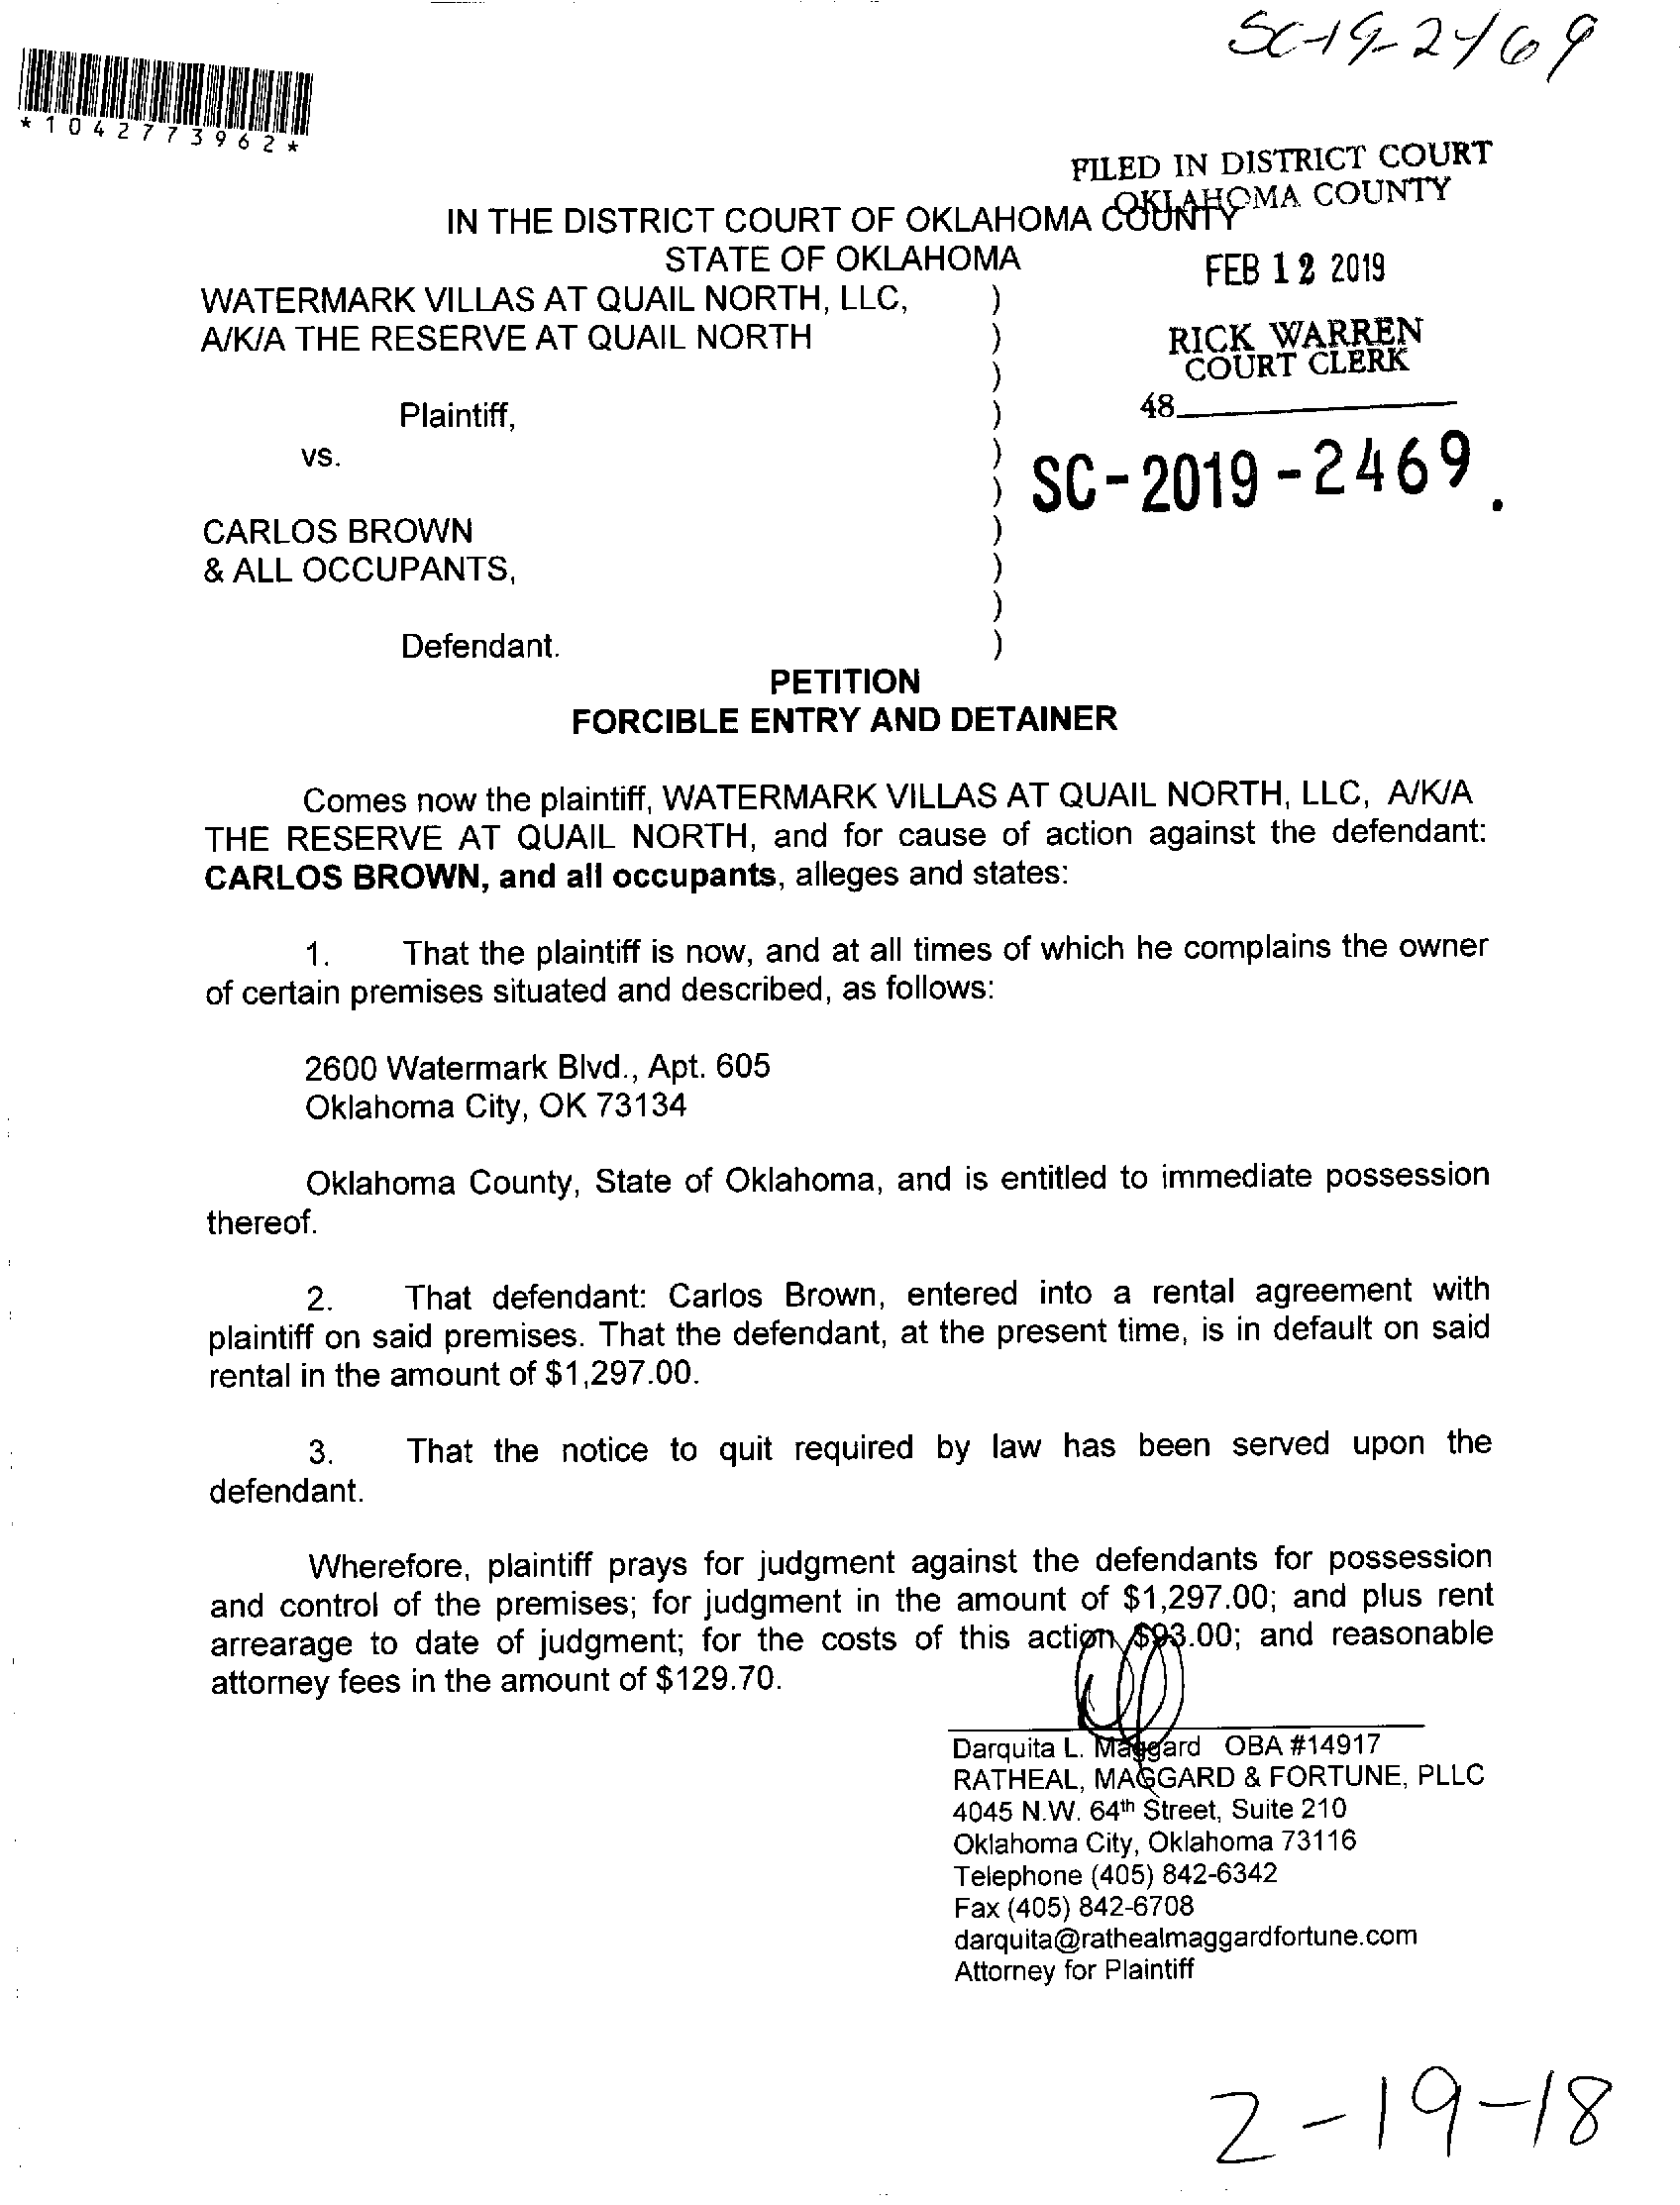 SC-19-2469
*1042773962*
FILED IN DISTRICT COURT
OKLAHOMA COUNTY
IN THE DISTRICT COURT OF OKLAHOMA COUNTY
STATE OF OKLAHOMA
FEB 12 2019
WATERMARK VILLAS AT QUAIL NORTH, LLC, )
A/K/A THE RESERVE AT QUAIL NORTH )
RICK WARREN
COURT CLERK
)
Plaintiff, )
48
vs. )
SC-2019-2469.
)
CARLOS BROWN )
& ALL OCCUPANTS, )
)
Defendant. )
PETITION
FORCIBLE ENTRY AND DETAINER
Comes now the plaintiff, WATERMARK VILLAS AT QUAIL NORTH, LLC, A/K/A
THE RESERVE AT QUAIL NORTH, and for cause of action against the defendant:
CARLOS BROWN, and all occupants, alleges and states:
1. That the plaintiff is now, and at all times of which he complains the owner
of certain premises situated and described, as follows:
2600 Watermark Blvd., Apt. 605
Oklahoma City, OK 73134
Oklahoma County, State of Oklahoma, and is entitled to immediate possession
thereof.
2. That defendant: Carlos Brown, entered into a rental agreement with
plaintiff on said premises. That the defendant, at the present time, is in default on said
rental in the amount of $1,297.00.
3. That the notice to quit required by law has been served upon the
defendant.
Wherefore, plaintiff prays for judgment against the defendants for possession
and control of the premises; for judgment in the amount of $1,297.00; and plus rent
arrearage to date of judgment; for the costs of this action $93.00; and reasonable
attorney fees in the amount of $129.70.
Darquita L. Maggard OBA #14917
RATHEAL, MAGGARD & FORTUNE, PLLC
4045 N.W. 64th Street, Suite 210
Oklahoma City, Oklahoma 73116
Telephone (405) 842-6342
Fax (405) 842-6708
darquita@rathealmaggardfortune.com
Attorney for Plaintiff
2-19-18